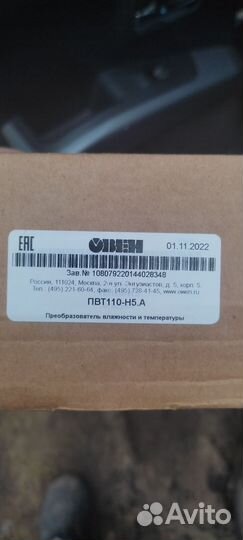 EAC
ОВЕН
01.11.2022
Зав.№ 108079220144028348
Россия, 111024, Москва, 2-я ул. Энтузиастов, д. 5, корп. 5.
Тел.: (495) 221-60-64, факс: (495) 728-41-45, www.owen.ru
ПВТ110-Н5.А
Преобразователь влажности и температуры
Avito